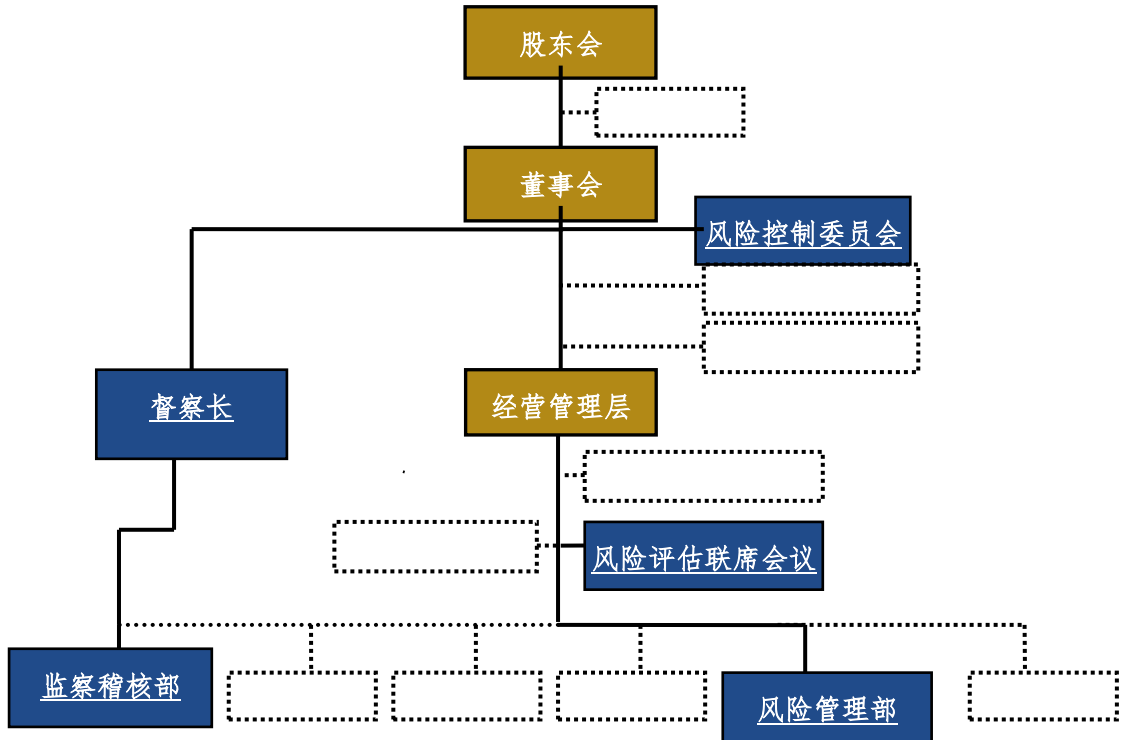 股东会
董事会
风险控制委员会
督察长
经营管理层
风险评估联席会议
监察稽核部
风险管理部